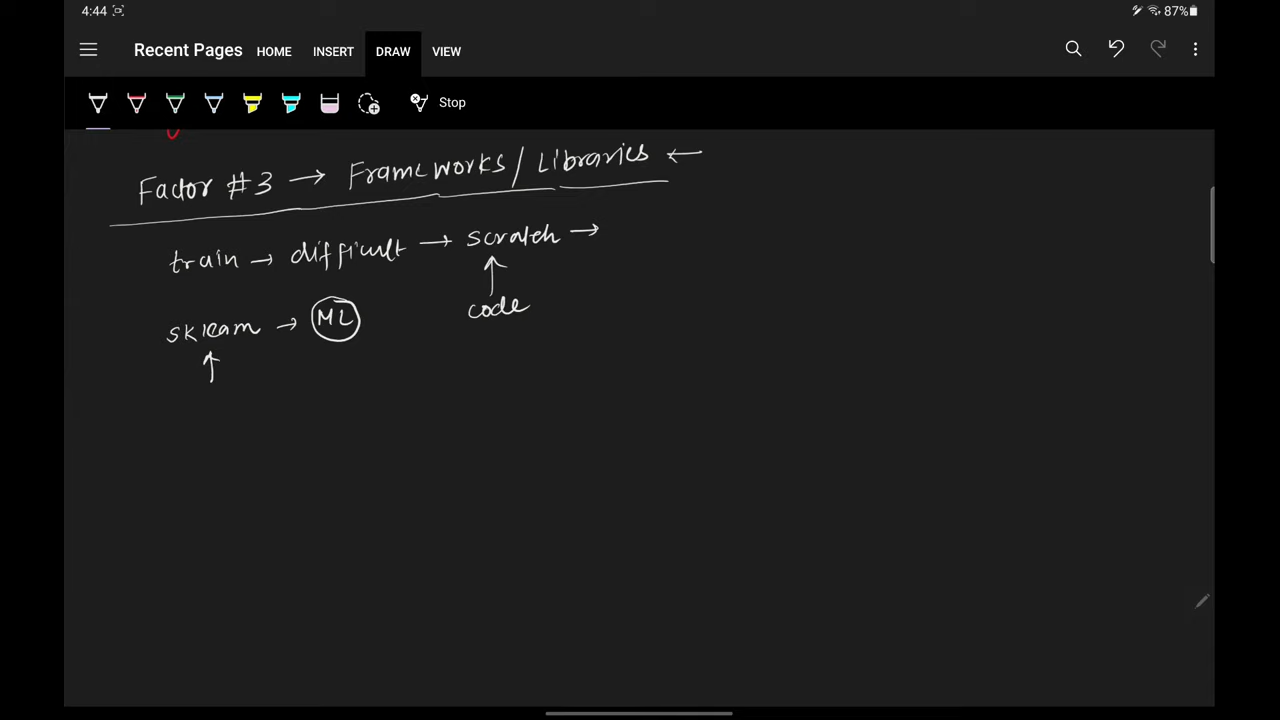 4:44 87%
Recent Pages HOME INSERT DRAW VIEW
Stop
Factor #3 → Frameworks/Libraries ←
train → difficult → scratch →
↑
code
sklearn → ML
↑